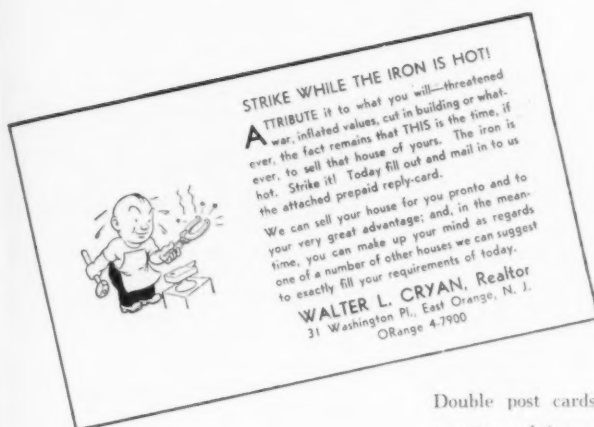 STRIKE WHILE THE IRON IS HOT!
ATTRIBUTE it to what you will—threatened
war, inflated values, cut in building or what-
ever, the fact remains that THIS is the time, if
ever, to sell that house of yours. The iron is
hot. Strike it! Today fill out and mail in to us
the attached prepaid reply-card.
We can sell your house for you pronto and to
your very great advantage; and, in the mean-
time, you can make up your mind as regards
one of a number of other houses we can suggest
to exactly fill your requirements of today.
WALTER L. CRYAN, Realtor
31 Washington Pl., East Orange, N. J.
ORange 4-7900
Double post cards